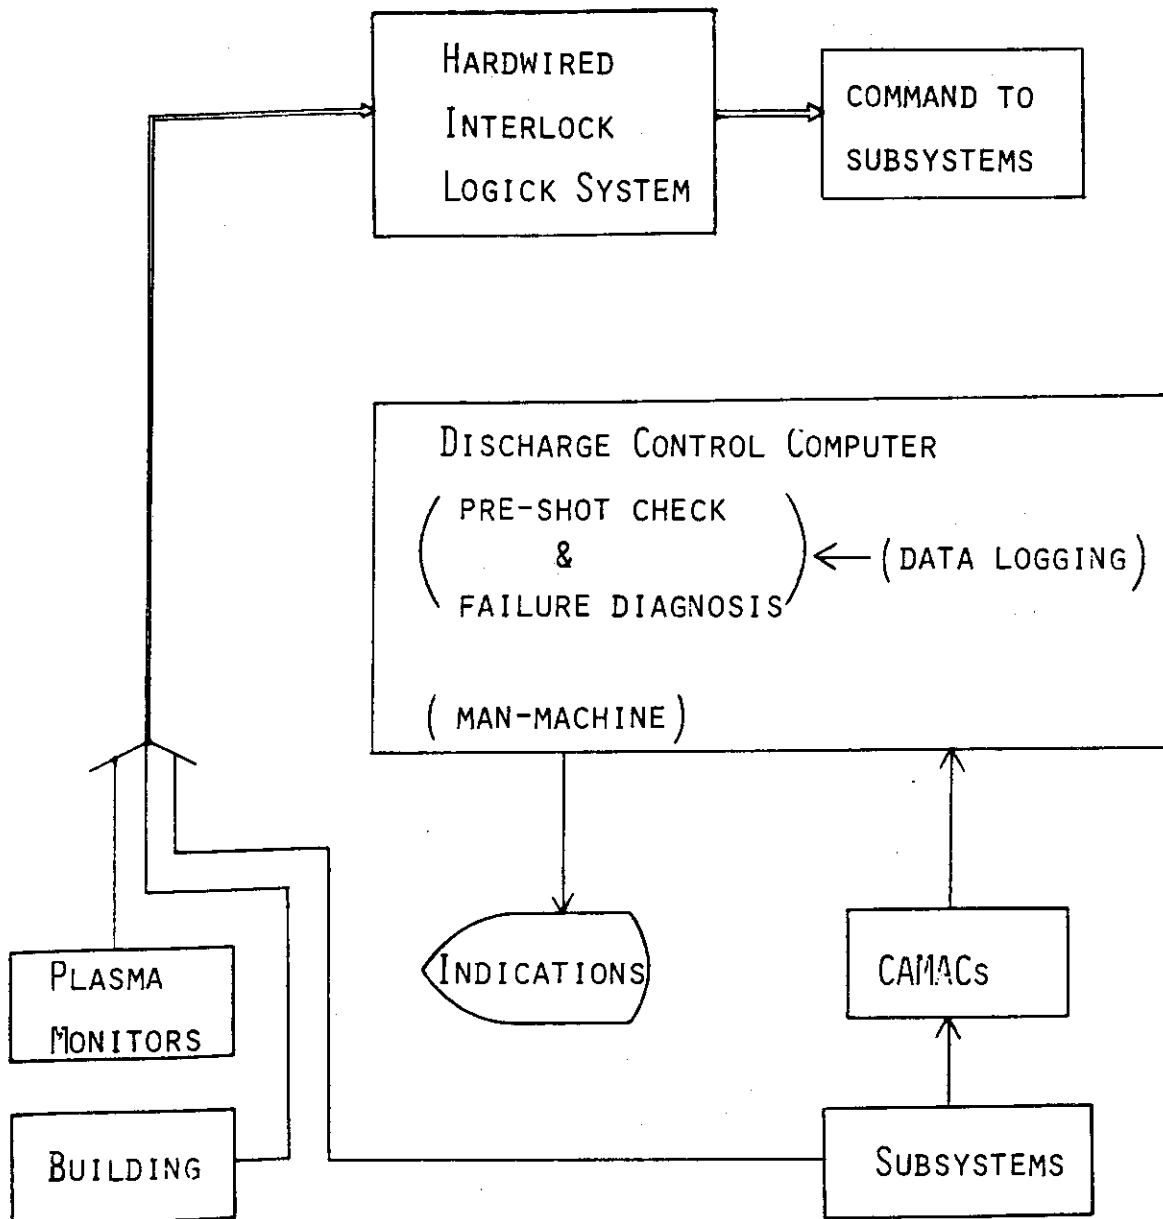 HARDWIRED
INTERLOCK
LOGICK SYSTEM
COMMAND TO
SUBSYSTEMS
DISCHARGE CONTROL COMPUTER
( PRE-SHOT CHECK
&
FAILURE DIAGNOSIS )
(DATA LOGGING)
(MAN-MACHINE)
INDICATIONS
CAMACs
PLASMA
MONITORS
BUILDING
SUBSYSTEMS